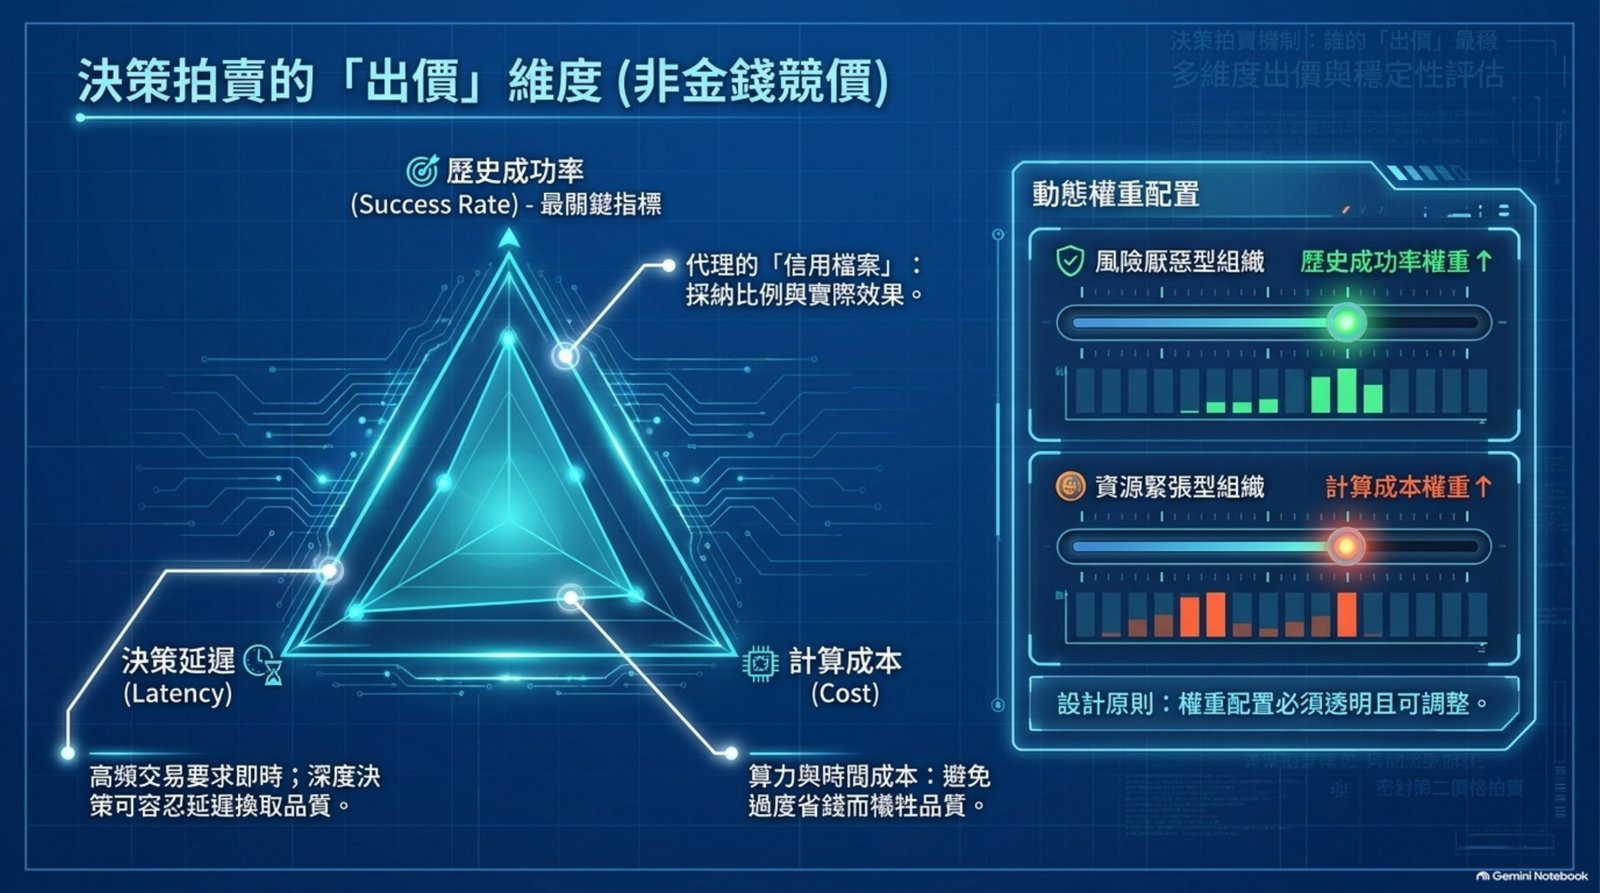 決策拍賣的「出價」維度 (非金錢競價)
決策拍賣機制：誰的「出價」最穩
多維度出價與穩定性評估
歷史成功率
(Success Rate) - 最關鍵指標
代理的「信用檔案」：
採納比例與實際效果。
決策延遲
(Latency)
高頻交易要求即時；深度決
策可容忍延遲換取品質。
計算成本
(Cost)
算力與時間成本：避免
過度省錢而犧牲品質。
動態權重配置
風險厭惡型組織
歷史成功率權重↑
資源緊張型組織
計算成本權重↑
設計原則：權重配置必須透明且可調整。
密封第二價格拍賣
Gemini Notebook